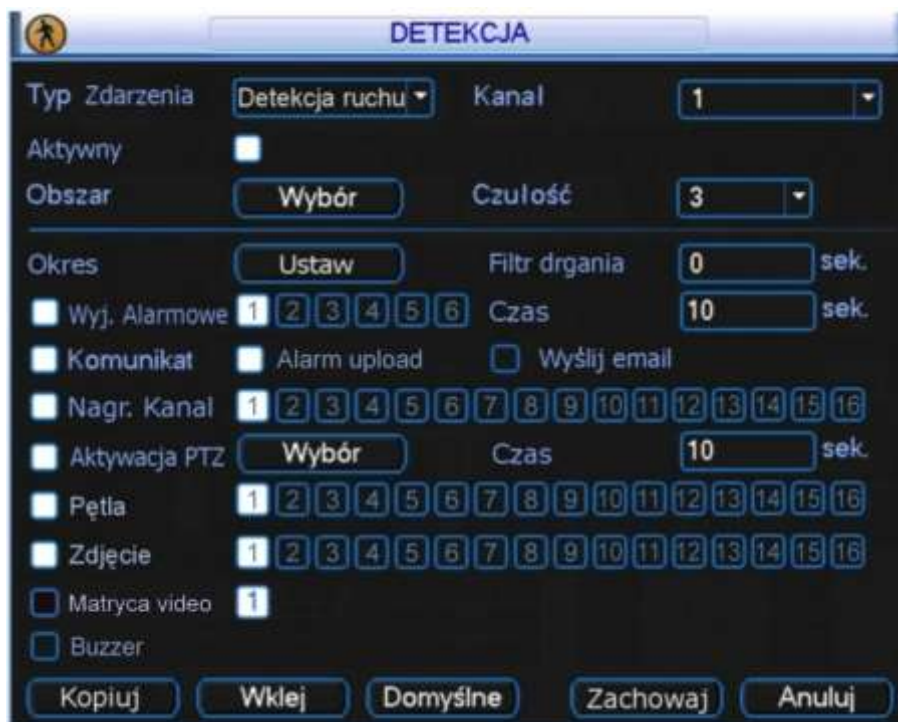 DETEKCJA
Typ Zdarzenia Detekcja ruchu Kanal 1
Aktywny
Obszar Wybór Czułość 3
Okres Ustaw Filtr drgania 0 sek.
Wyj. Alarmowe 1 2 3 4 5 6 Czas 10 sek.
Komunikat Alarm upload Wyślij email
Nagr. Kanal 1 2 3 4 5 6 7 8 9 10 11 12 13 14 15 16
Aktywacja PTZ Wybór Czas 10 sek.
Pętla 1 2 3 4 5 6 7 8 9 10 11 12 13 14 15 16
Zdjęcie 1 2 3 4 5 6 7 8 9 10 11 12 13 14 15 16
Matryca video 1
Buzzer
Kopiuj Wklej Domyślne Zachowaj Anuluj